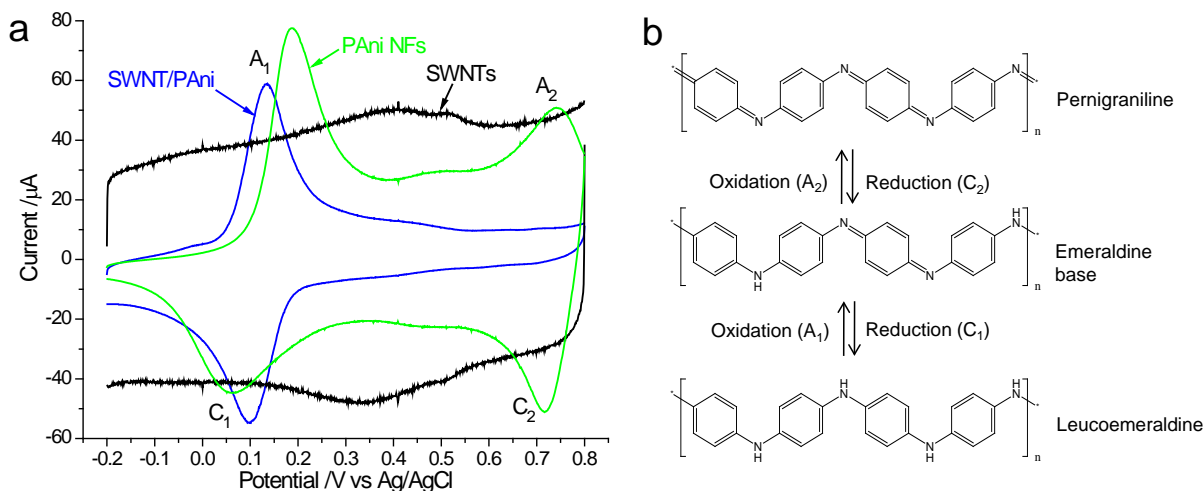 a
SWNT/PAni
A1
PAni NFs
SWNTs
A2
C1
C2
Current /μA
80
60
40
20
0
-20
-40
-60
-0.2 -0.1 0.0 0.1 0.2 0.3 0.4 0.5 0.6 0.7 0.8
Potential /V vs Ag/AgCl
b
N N
N N
n
Pernigraniline
Oxidation (A2) Reduction (C2)
N H
N
N
H
N
n
Emeraldine
base
Oxidation (A1) Reduction (C1)
H
N
H
N
N
H
N
H
n
Leucoemeraldine